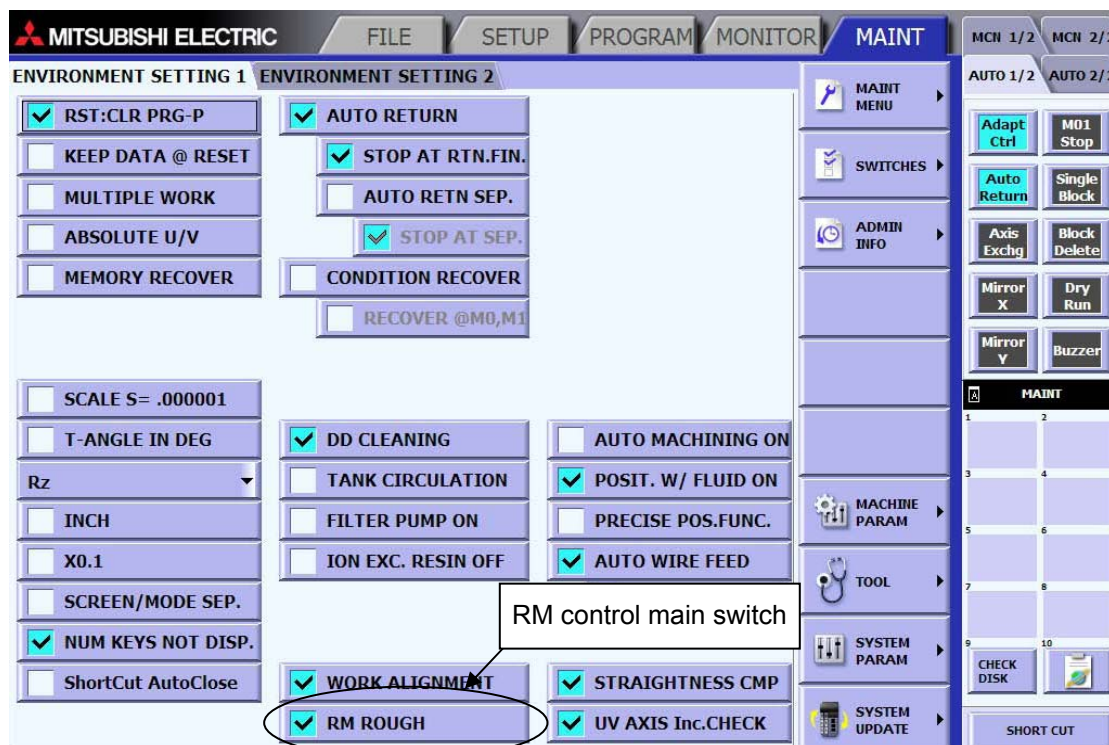 MITSUBISHI ELECTRIC
FILE
SETUP
PROGRAM
MONITOR
MAINT
MCN 1/2
MCN 2/
ENVIRONMENT SETTING 1
ENVIRONMENT SETTING 2
AUTO 1/2
AUTO 2/
RST:CLR PRG-P
KEEP DATA @ RESET
MULTIPLE WORK
ABSOLUTE U/V
MEMORY RECOVER
AUTO RETURN
STOP AT RTN.FIN.
AUTO RETN SEP.
STOP AT SEP.
CONDITION RECOVER
RECOVER @M0,M1
SCALE S= .000001
T-ANGLE IN DEG
Rz
INCH
X0.1
SCREEN/MODE SEP.
NUM KEYS NOT DISP.
ShortCut AutoClose
DD CLEANING
TANK CIRCULATION
FILTER PUMP ON
ION EXC. RESIN OFF
AUTO MACHINING ON
POSIT. W/ FLUID ON
PRECISE POS.FUNC.
AUTO WIRE FEED
RM control main switch
WORK ALIGNMENT
RM ROUGH
STRAIGHTNESS CMP
UV AXIS Inc.CHECK
MAINT
MENU
SWITCHES
ADMIN
INFO
MACHINE
PARAM
TOOL
SYSTEM
PARAM
SYSTEM
UPDATE
Adapt
Ctrl
M01
Stop
Auto
Return
Single
Block
Axis
Exchg
Block
Delete
Mirror
X
Dry
Run
Mirror
Y
Buzzer
A
MAINT
1
2
3
4
5
6
7
8
9
10
CHECK
DISK
SHORT CUT